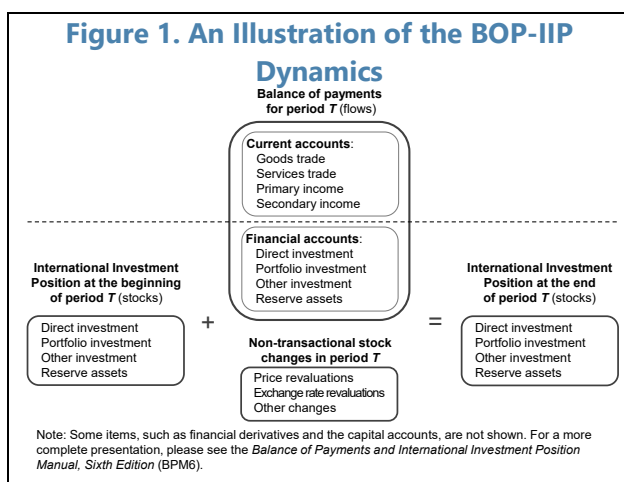 Figure 1. An Illustration of the BOP-IIP
Dynamics
Balance of payments
for period T (flows)
Current accounts:
Goods trade
Services trade
Primary income
Secondary income
Financial accounts:
Direct investment
Portfolio investment
Other investment
Reserve assets
International Investment
Position at the beginning
of period T (stocks)
Direct investment
Portfolio investment
Other investment
Reserve assets
+
Non-transactional stock
changes in period T
Price revaluations
Exchange rate revaluations
Other changes
=
International Investment
Position at the end
of period T (stocks)
Direct investment
Portfolio investment
Other investment
Reserve assets
Note: Some items, such as financial derivatives and the capital accounts, are not shown. For a more
complete presentation, please see the Balance of Payments and International Investment Position
Manual, Sixth Edition (BPM6).